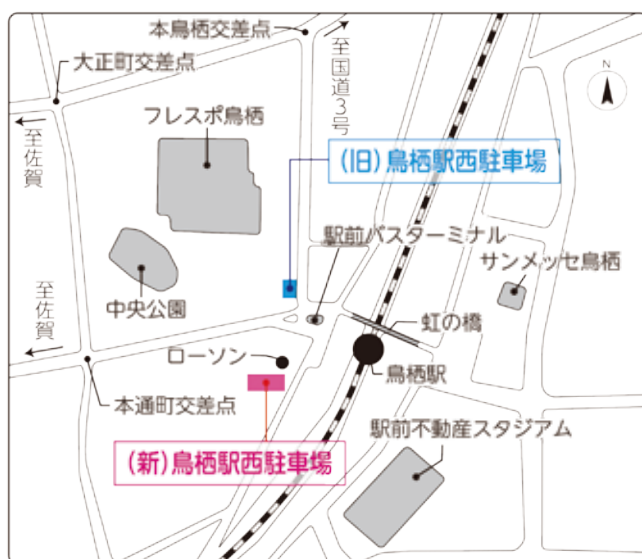 本鳥栖交差点
大正町交差点
至国道3号
N
至佐賀
フレスポ鳥栖
(旧)鳥栖駅西駐車場
駅前バスターミナル
サンメッセ鳥栖
中央公園
至佐賀
虹の橋
ローソン
鳥栖駅
本通町交差点
駅前不動産スタジアム
(新)鳥栖駅西駐車場